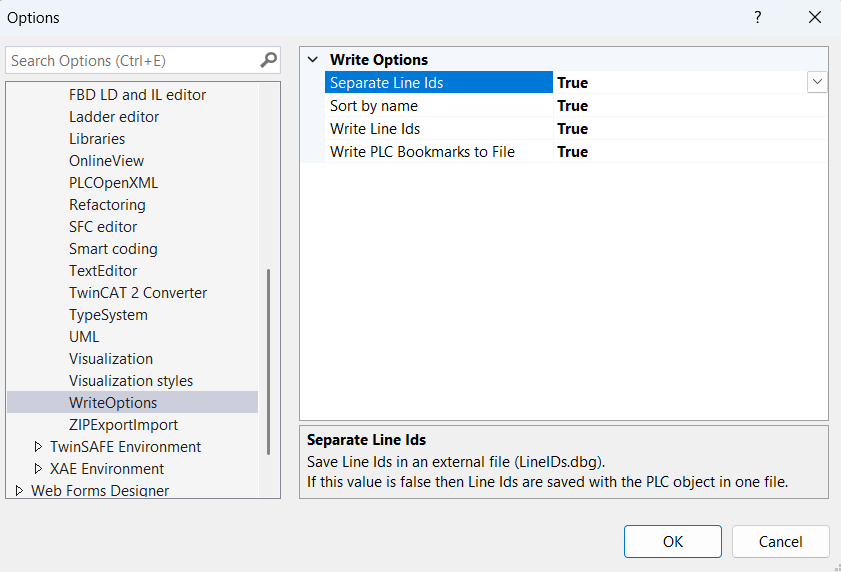 Options
?
Search Options (Ctrl+E)
FBD LD and IL editor
Ladder editor
Libraries
OnlineView
PLCOpenXML
Refactoring
SFC editor
Smart coding
TextEditor
TwinCAT 2 Converter
TypeSystem
UML
Visualization
Visualization styles
WriteOptions
ZIPExportImport
TwinSAFE Environment
XAE Environment
Web Forms Designer
Write Options
Separate Line Ids True
Sort by name True
Write Line Ids True
Write PLC Bookmarks to File True
Separate Line Ids
Save Line Ids in an external file (LineIDs.dbg).
If this value is false then Line Ids are saved with the PLC object in one file.
OK Cancel